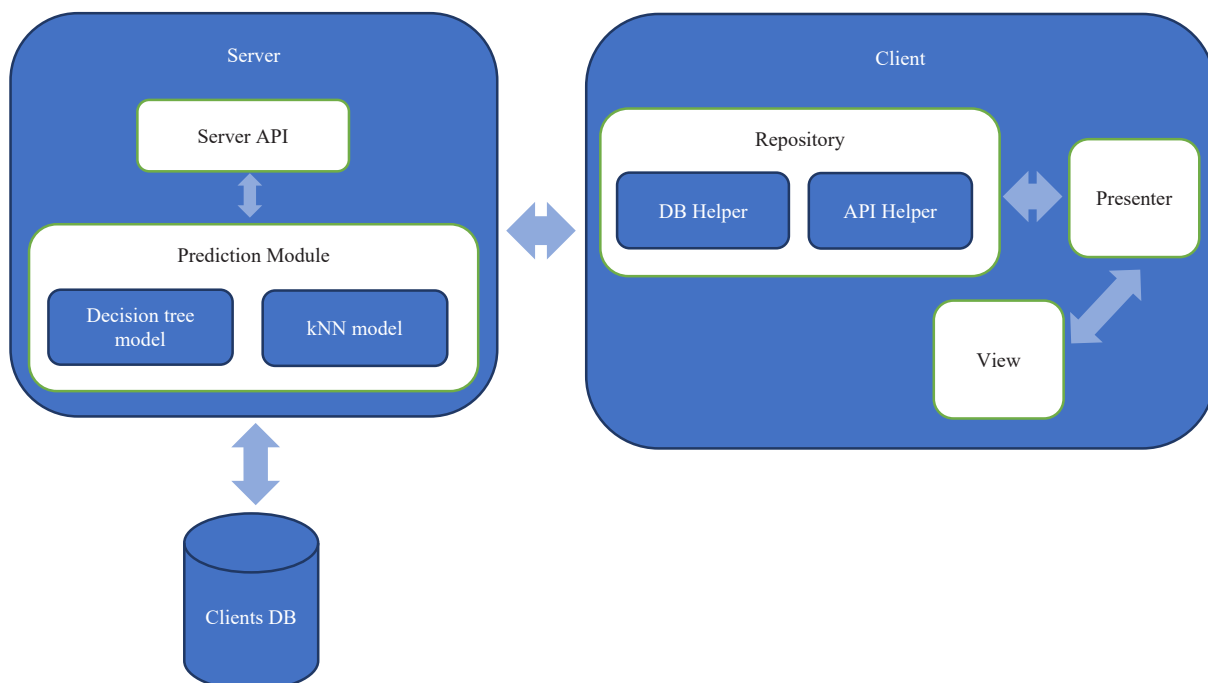 Server
Server API
Prediction Module
Decision tree
model
kNN model
Clients DB
Client
Repository
DB Helper
API Helper
Presenter
View